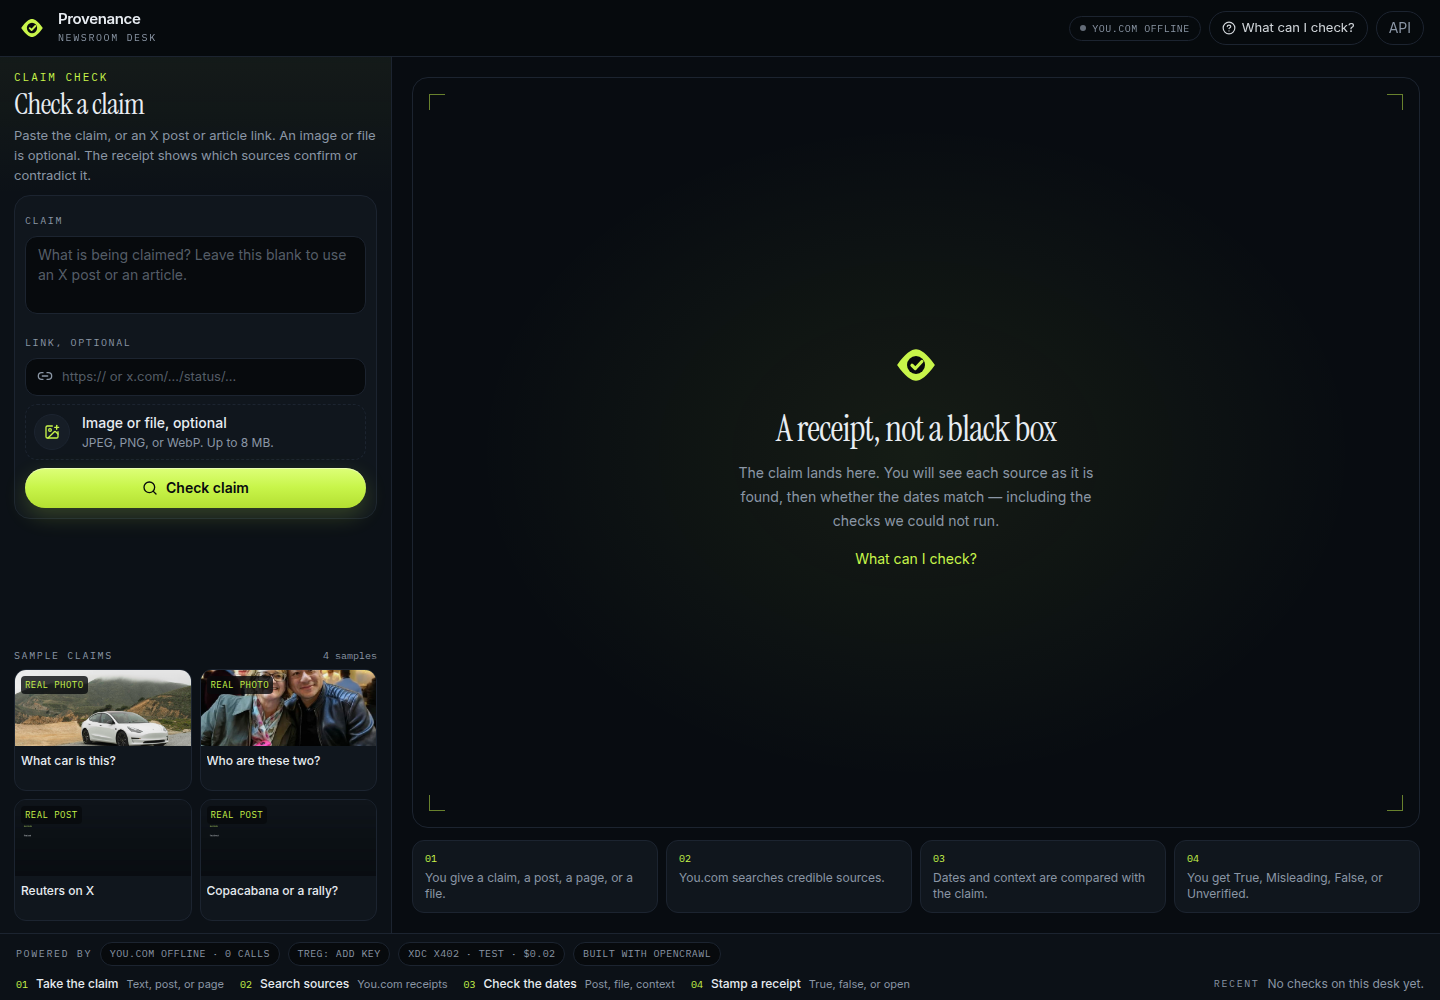 Provenance
NEWSROOM DESK
YOU.COM OFFLINE
What can I check?
API
CLAIM CHECK
Check a claim
Paste the claim, or an X post or article link. An image or file
is optional. The receipt shows which sources confirm or
contradict it.
CLAIM
What is being claimed? Leave this blank to use
an X post or an article.
LINK, OPTIONAL
https:// or x.com/.../status/...
Image or file, optional
JPEG, PNG, or WebP. Up to 8 MB.
Check claim
SAMPLE CLAIMS
4 samples
REAL PHOTO
What car is this?
REAL PHOTO
Who are these two?
REAL POST
Reuters on X
REAL POST
Copacabana or a rally?
A receipt, not a black box
The claim lands here. You will see each source as it is
found, then whether the dates match — including the
checks we could not run.
What can I check?
01
You give a claim, a post, a page, or a
file.
02
You.com searches credible sources.
03
Dates and context are compared with
the claim.
04
You get True, Misleading, False, or
Unverified.
POWERED BY
YOU.COM OFFLINE · 0 CALLS
TREG: ADD KEY
XDC X402 · TEST · $0.02
BUILT WITH OPENCRAWL
01 Take the claim Text, post, or page
02 Search sources You.com receipts
03 Check the dates Post, file, context
04 Stamp a receipt True, false, or open
RECENT No checks on this desk yet.